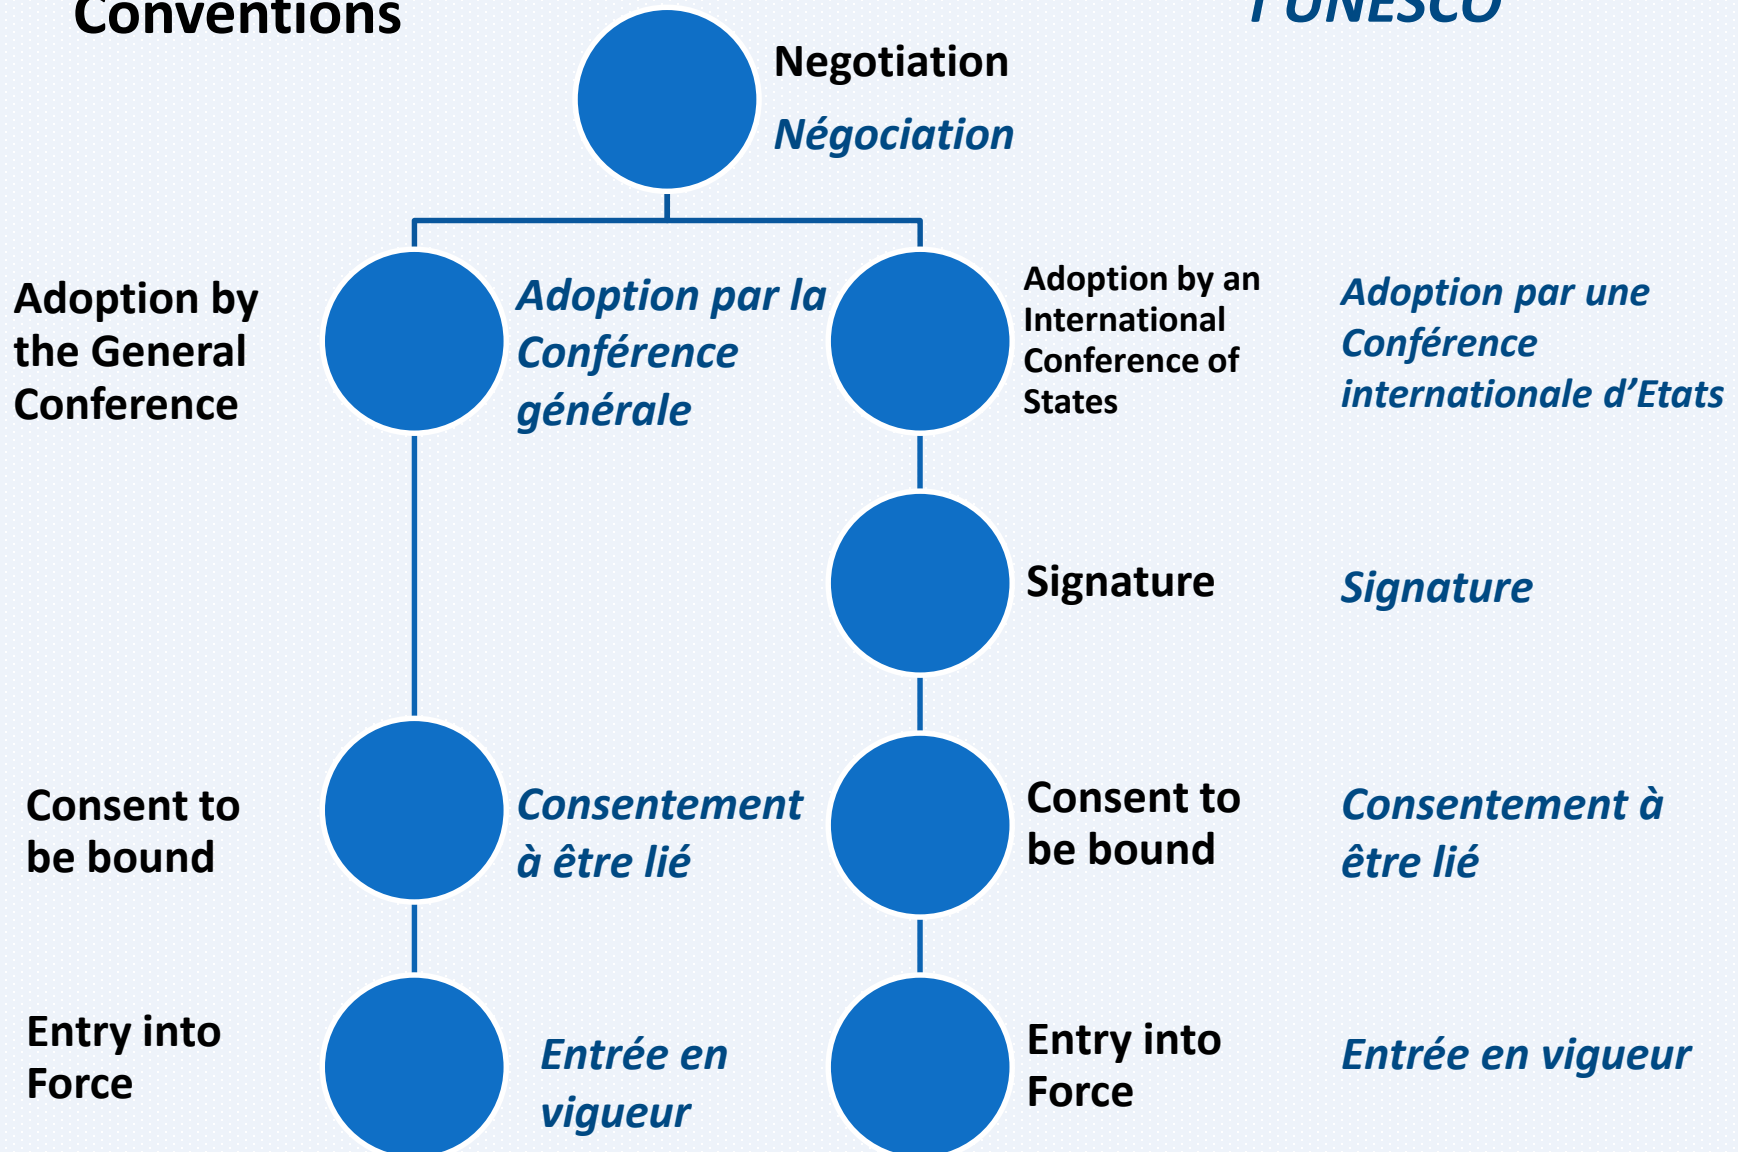 Conventions
l'UNESCO
Negotiation
Négociation
Adoption by
the General
Conference
Adoption par la
Conférence
générale
Adoption by an
International
Conference of
States
Adoption par une
Conférence
internationale d’Etats
Signature
Signature
Consent to
be bound
Consentement
à être lié
Consent to
be bound
Consentement à
être lié
Entry into
Force
Entrée en
vigueur
Entry into
Force
Entrée en vigueur